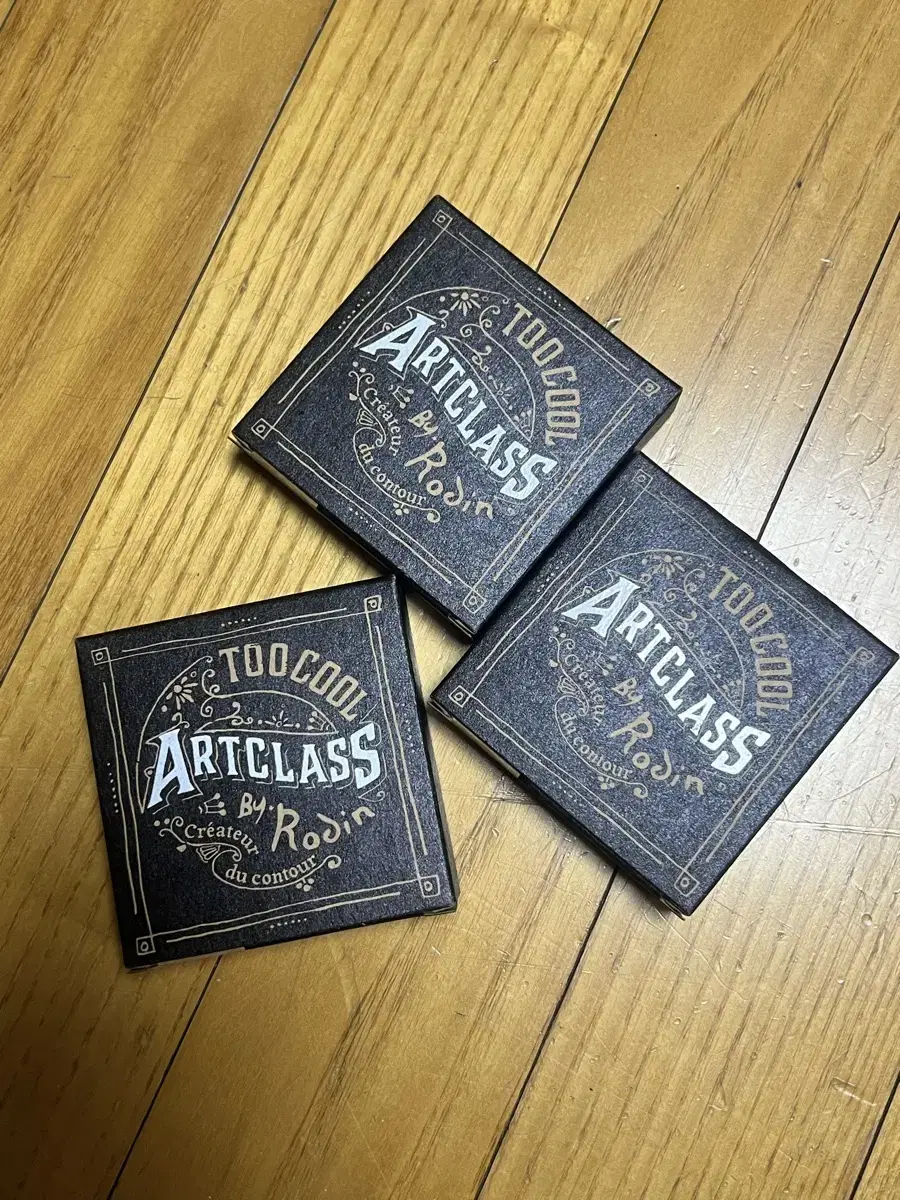 TOO COOL
ARTCLASS
By Rodin
Créateur
du contour
TOO COOL
ARTCLASS
By Rodin
Créateur
du contour
TOO COOL
ARTCLASS
By. Rodin
Créateur
du contour